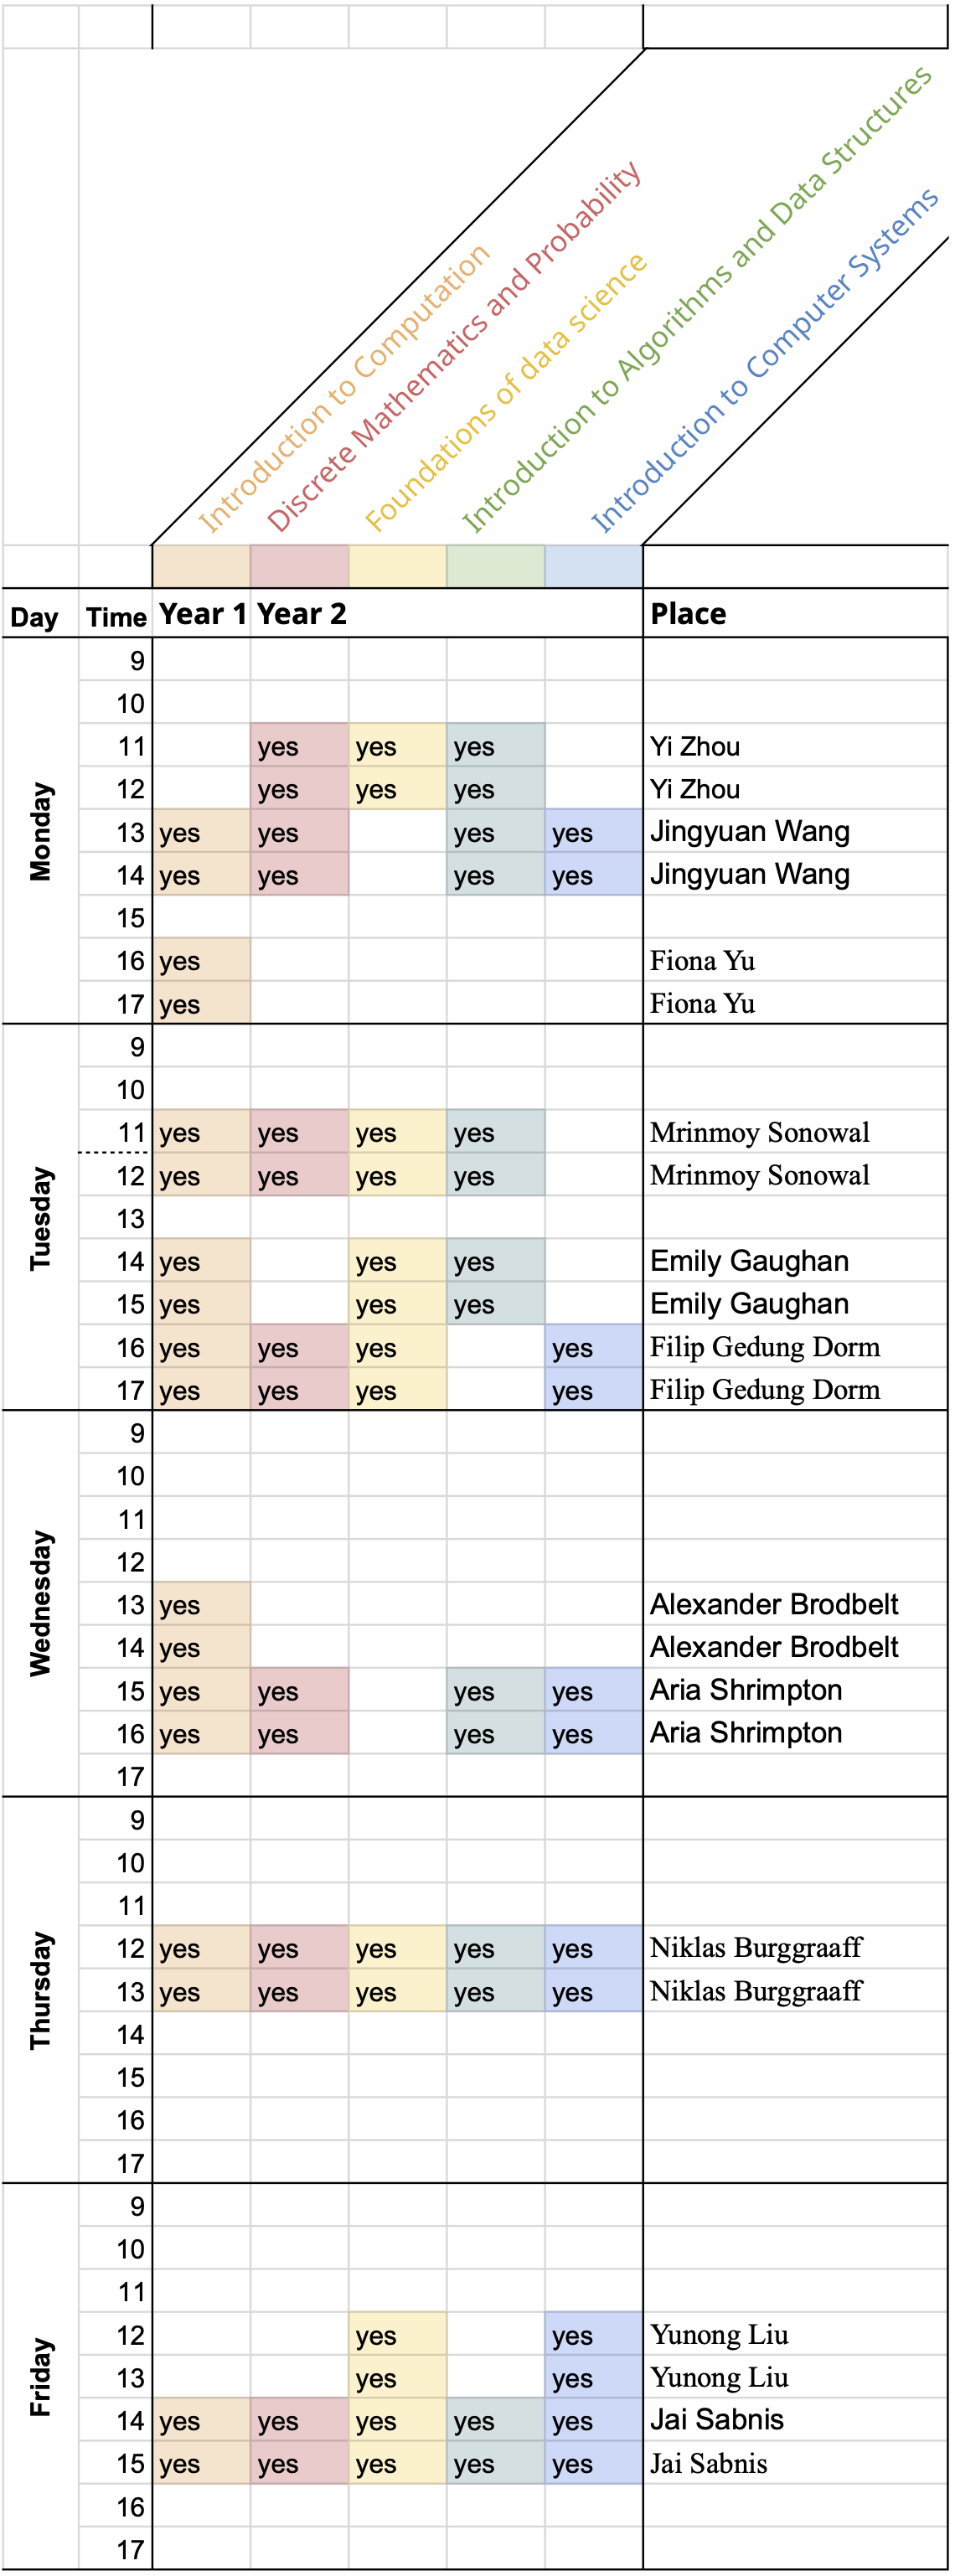 Introduction to Computation
Discrete Mathematics and Probability
Foundations of data science
Introduction to Algorithms and Data Structures
Introduction to Computer Systems
Day Time Year 1 Year 2 Place
Monday
9
10
11 yes yes yes Yi Zhou
12 yes yes yes Yi Zhou
13 yes yes yes yes Jingyuan Wang
14 yes yes yes yes Jingyuan Wang
15
16 yes Fiona Yu
17 yes Fiona Yu
Tuesday
9
10
11 yes yes yes yes Mrinmoy Sonowal
12 yes yes yes yes Mrinmoy Sonowal
13
14 yes yes yes Emily Gaughan
15 yes yes yes Emily Gaughan
16 yes yes yes yes Filip Gedung Dorm
17 yes yes yes yes Filip Gedung Dorm
Wednesday
9
10
11
12
13 yes Alexander Brodbelt
14 yes Alexander Brodbelt
15 yes yes yes yes Aria Shrimpton
16 yes yes yes yes Aria Shrimpton
17
Thursday
9
10
11
12 yes yes yes yes yes Niklas Burggraaff
13 yes yes yes yes yes Niklas Burggraaff
14
15
16
17
Friday
9
10
11
12 yes yes Yunong Liu
13 yes yes Yunong Liu
14 yes yes yes yes yes Jai Sabnis
15 yes yes yes yes yes Jai Sabnis
16
17